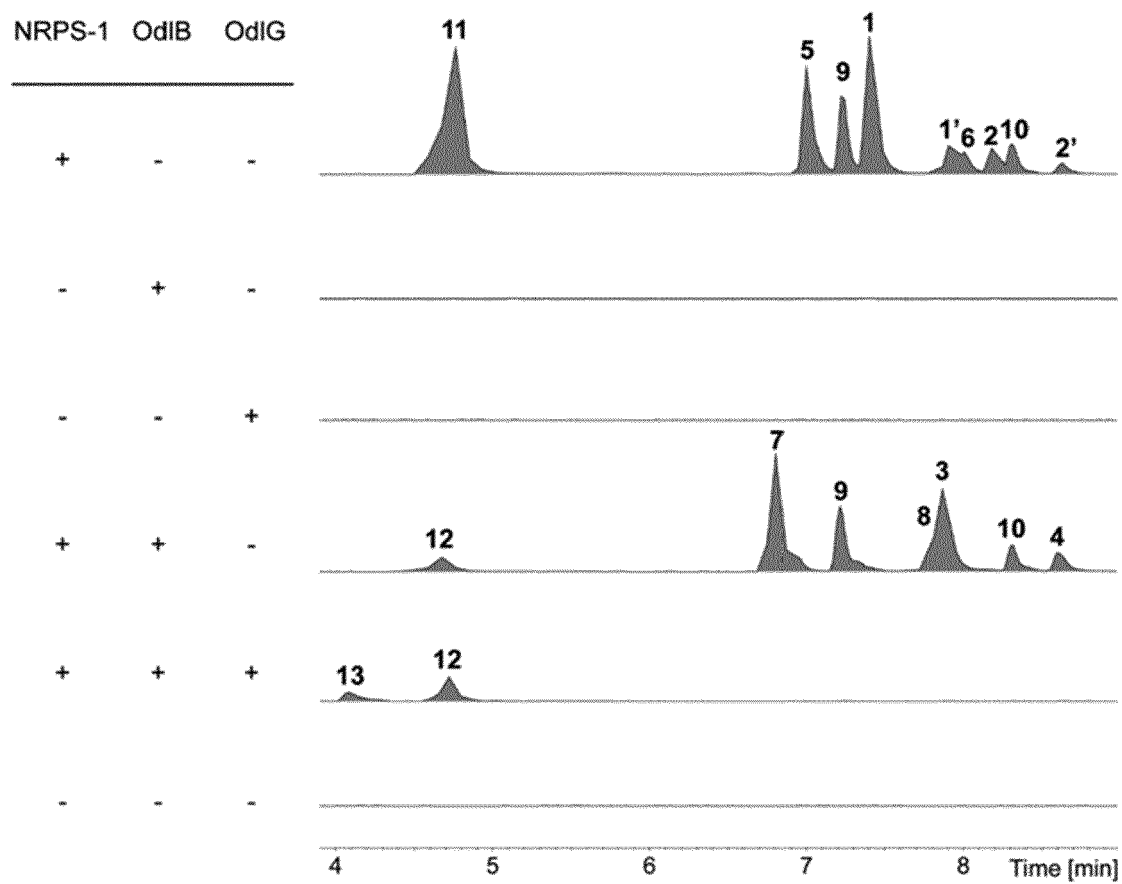 NRPS-1 OdlB OdlG
11 5 9 1 1' 6 2 10 2'
+ - -
- + -
- - +
12 7 9 8 3 10 4
+ + -
13 12
+ + +
- - -
4 5 6 7 8 Time [min]